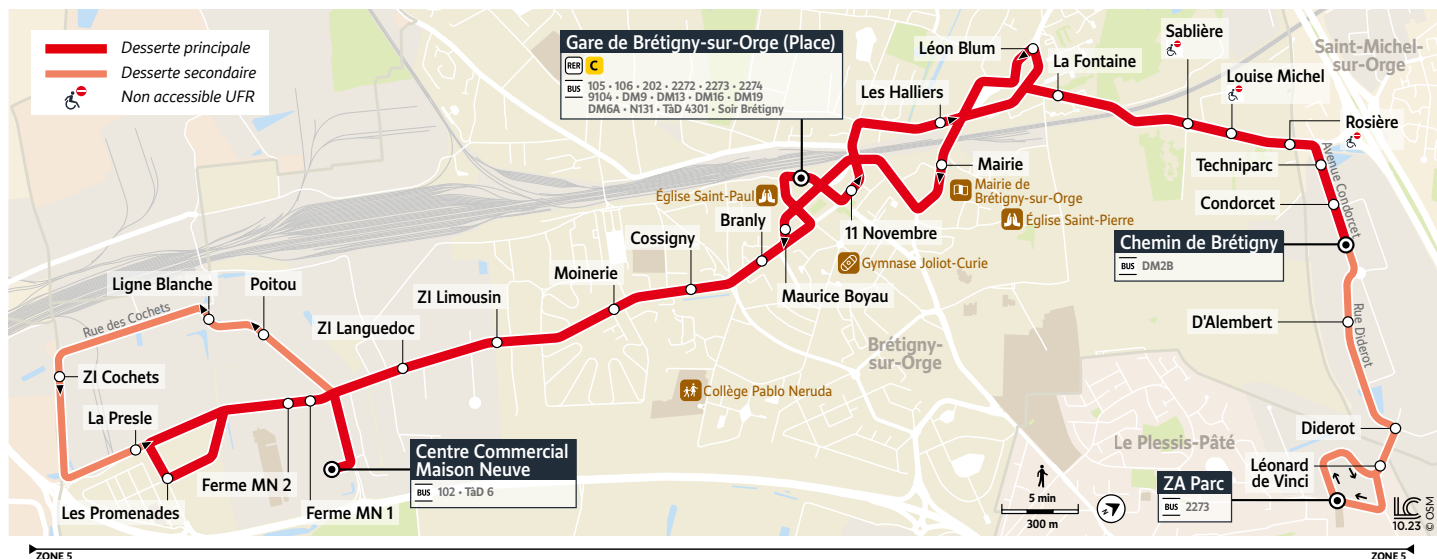 Desserte principale
Desserte secondaire
Non accessible UFR
Gare de Brétigny-sur-Orge (Place)
RER C
BUS 105 • 106 • 202 • 2272 • 2273 • 2274
9104 • DM9 • DM13 • DM16 • DM19
DM6A • N131 • TàD 4301 • Soir Brétigny
Léon Blum
La Fontaine
Sablière
Louise Michel
Saint-Michel-
sur-Orge
Les Halliers
Rosière
Techniparc
Avenue Condorcet
Condorcet
Mairie
Mairie de
Brétigny-sur-Orge
Église Saint-Paul
Église Saint-Pierre
Branly
11 Novembre
Cossigny
Gymnase Joliot-Curie
Chemin de Brétigny
BUS DM2B
Moinerie
Maurice Boyau
Ligne Blanche
Poitou
ZI Limousin
Rue des Cochets
ZI Languedoc
D'Alembert
Rue Diderot
Brétigny-
sur-Orge
ZI Cochets
Collège Pablo Neruda
La Presle
Diderot
Le Plessis-Pâté
Centre Commercial
Maison Neuve
BUS 102 • TàD 6
Léonard
de Vinci
ZA Parc
BUS 2273
Ferme MN 2
Les Promenades
Ferme MN 1
5 min
300 m
LC
10.23
© OSM
ZONE 5
ZONE 5